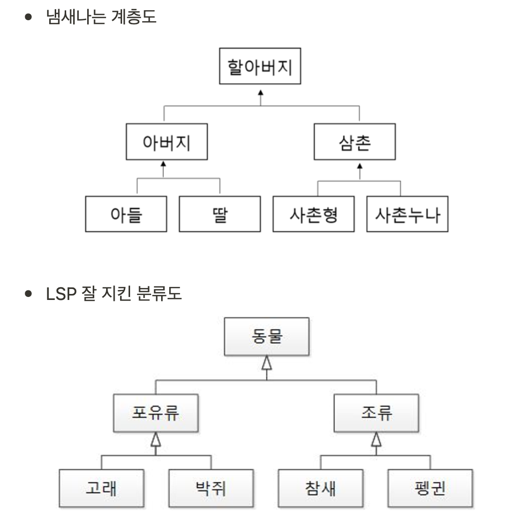 냄새나는 계층도
할아버지
아버지
삼촌
아들
딸
사촌형
사촌누나
LSP 잘 지킨 분류도
동물
포유류
조류
고래
박쥐
참새
펭귄